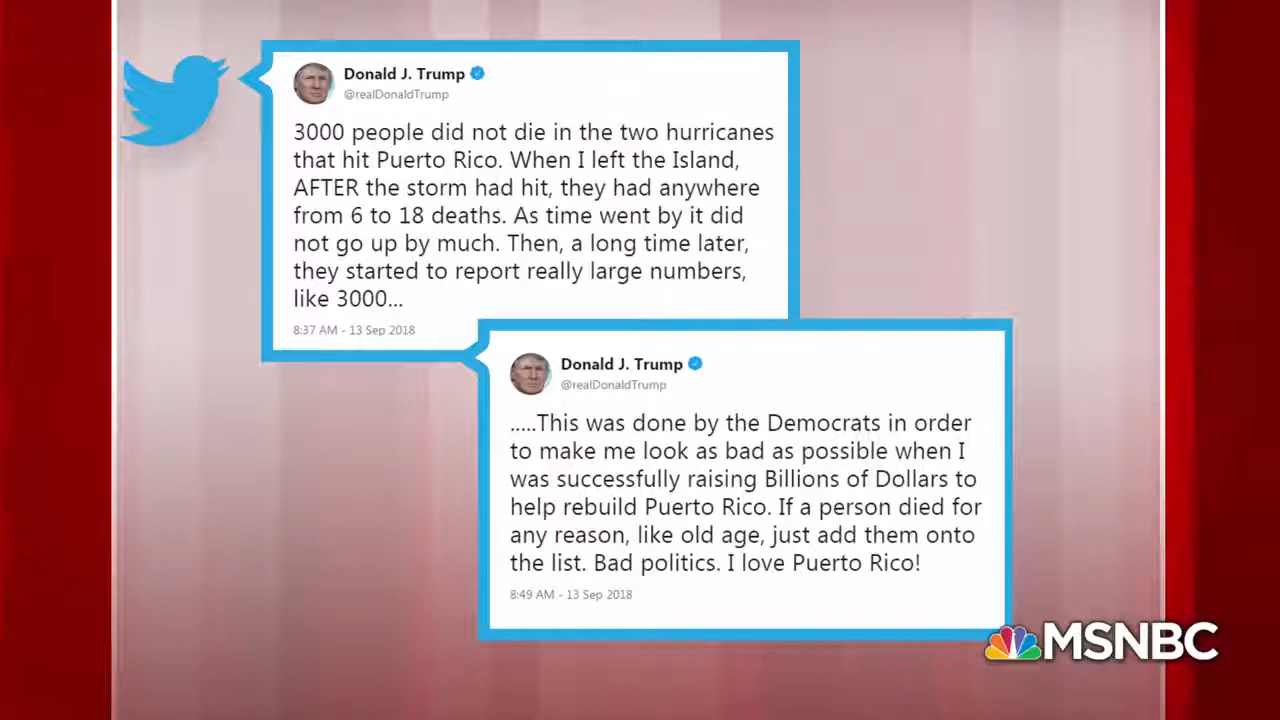 Donald J. Trump
@realDonaldTrump
3000 people did not die in the two hurricanes
that hit Puerto Rico. When I left the Island,
AFTER the storm had hit, they had anywhere
from 6 to 18 deaths. As time went by it did
not go up by much. Then, a long time later,
they started to report really large numbers,
like 3000...
8:37 AM - 13 Sep 2018
Donald J. Trump
@realDonaldTrump
.....This was done by the Democrats in order
to make me look as bad as possible when I
was successfully raising Billions of Dollars to
help rebuild Puerto Rico. If a person died for
any reason, like old age, just add them onto
the list. Bad politics. I love Puerto Rico!
8:49 AM - 13 Sep 2018
MSNBC